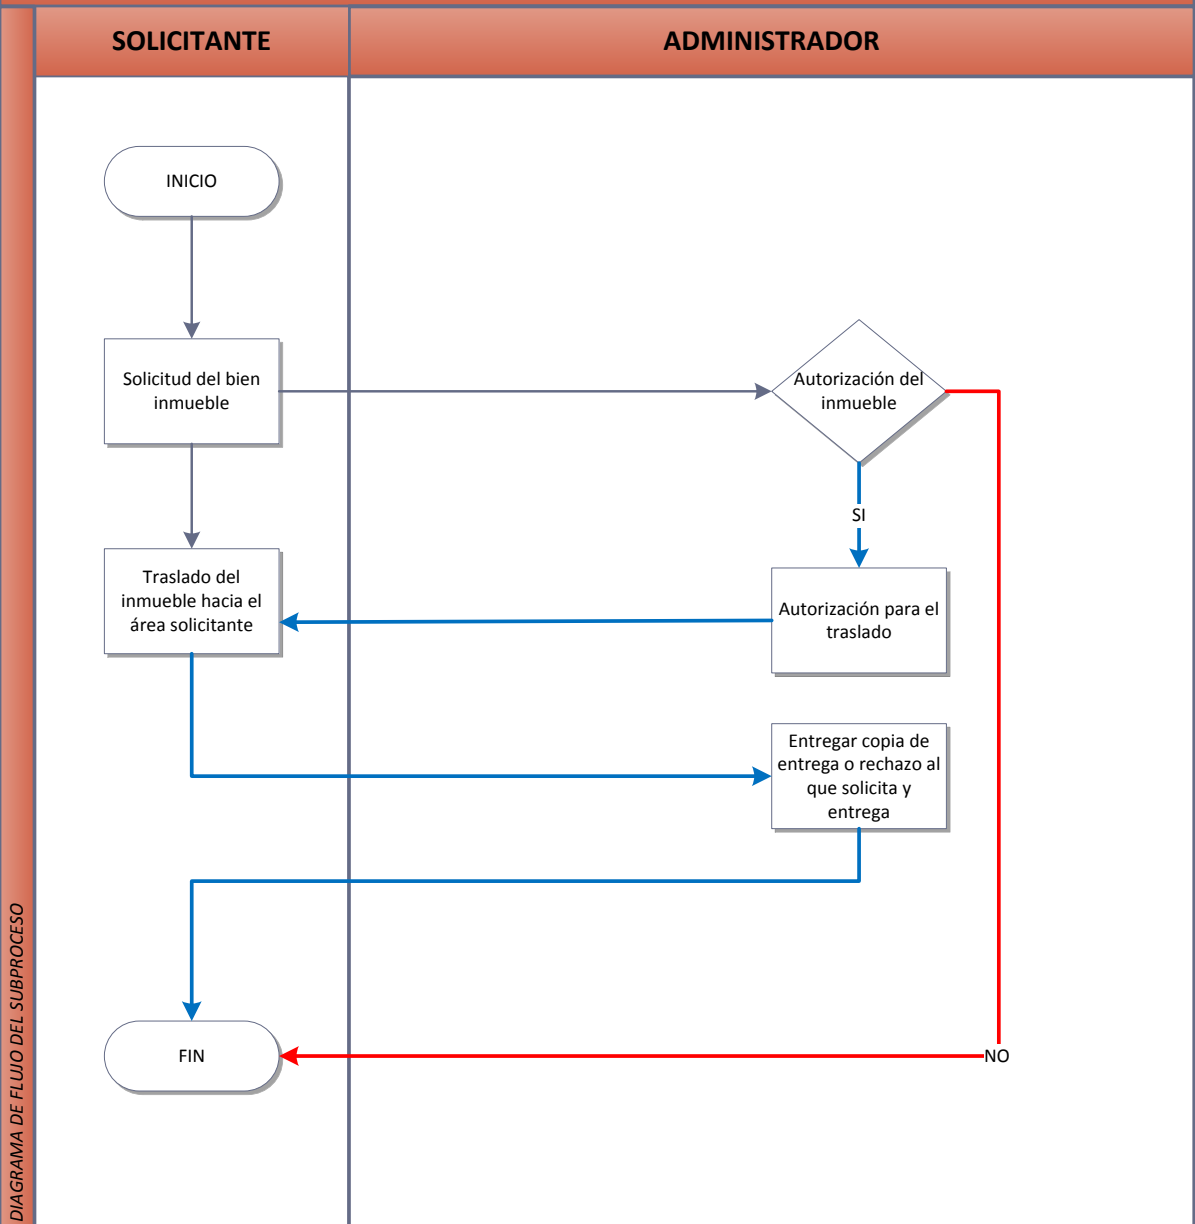 SOLICITANTE
ADMINISTRADOR
INICIO
Solicitud del bien
inmueble
Autorización del
inmueble
SI
Traslado del
inmueble hacia el
área solicitante
Autorización para el
traslado
Entregar copia de
entrega o rechazo al
que solicita y
entrega
FIN
NO
DIAGRAMA DE FLUJO DEL SUBPROCESO